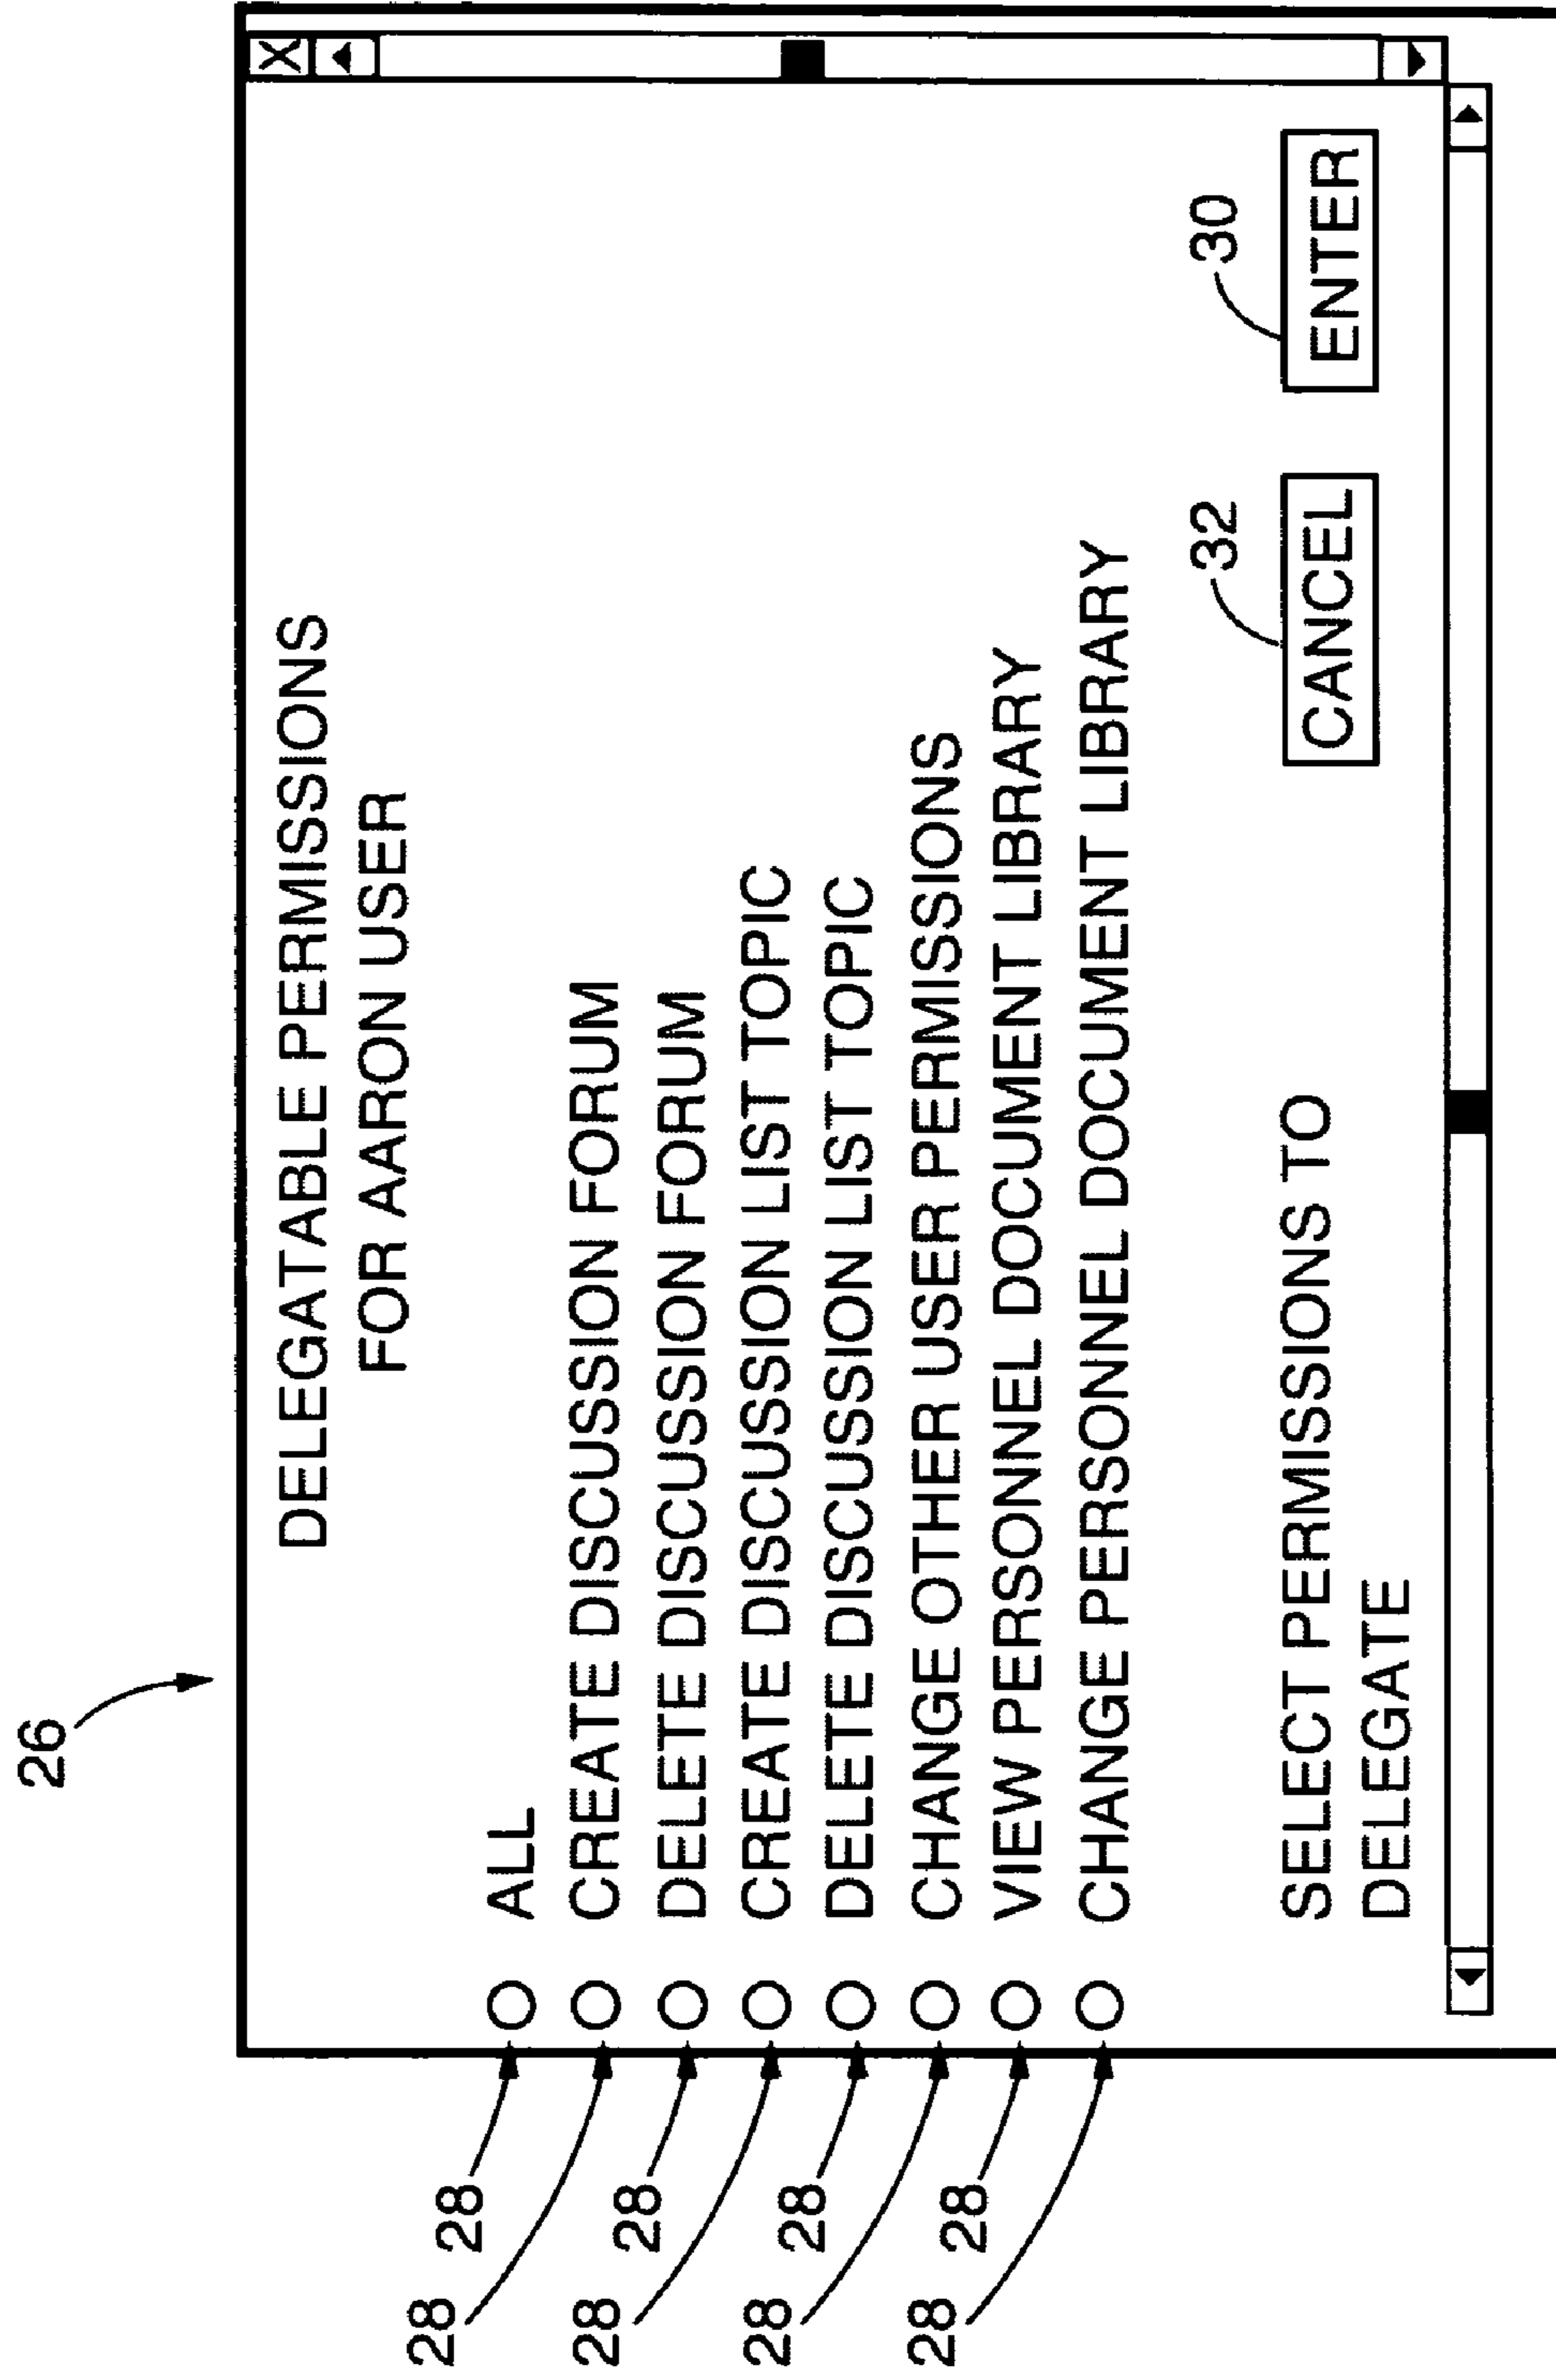 26
X
DELEGATABLE PERMISSIONS
FOR AARON USER
28 ALL
28 CREATE DISCUSSION FORUM
28 DELETE DISCUSSION FORUM
28 CREATE DISCUSSION LIST TOPIC
28 DELETE DISCUSSION LIST TOPIC
28 CHANGE OTHER USER PERMISSIONS
28 VIEW PERSONNEL DOCUMENT LIBRARY
28 CHANGE PERSONNEL DOCUMENT LIBRARY
32 30
SELECT PERMISSIONS TO
DELEGATE
CANCEL ENTER